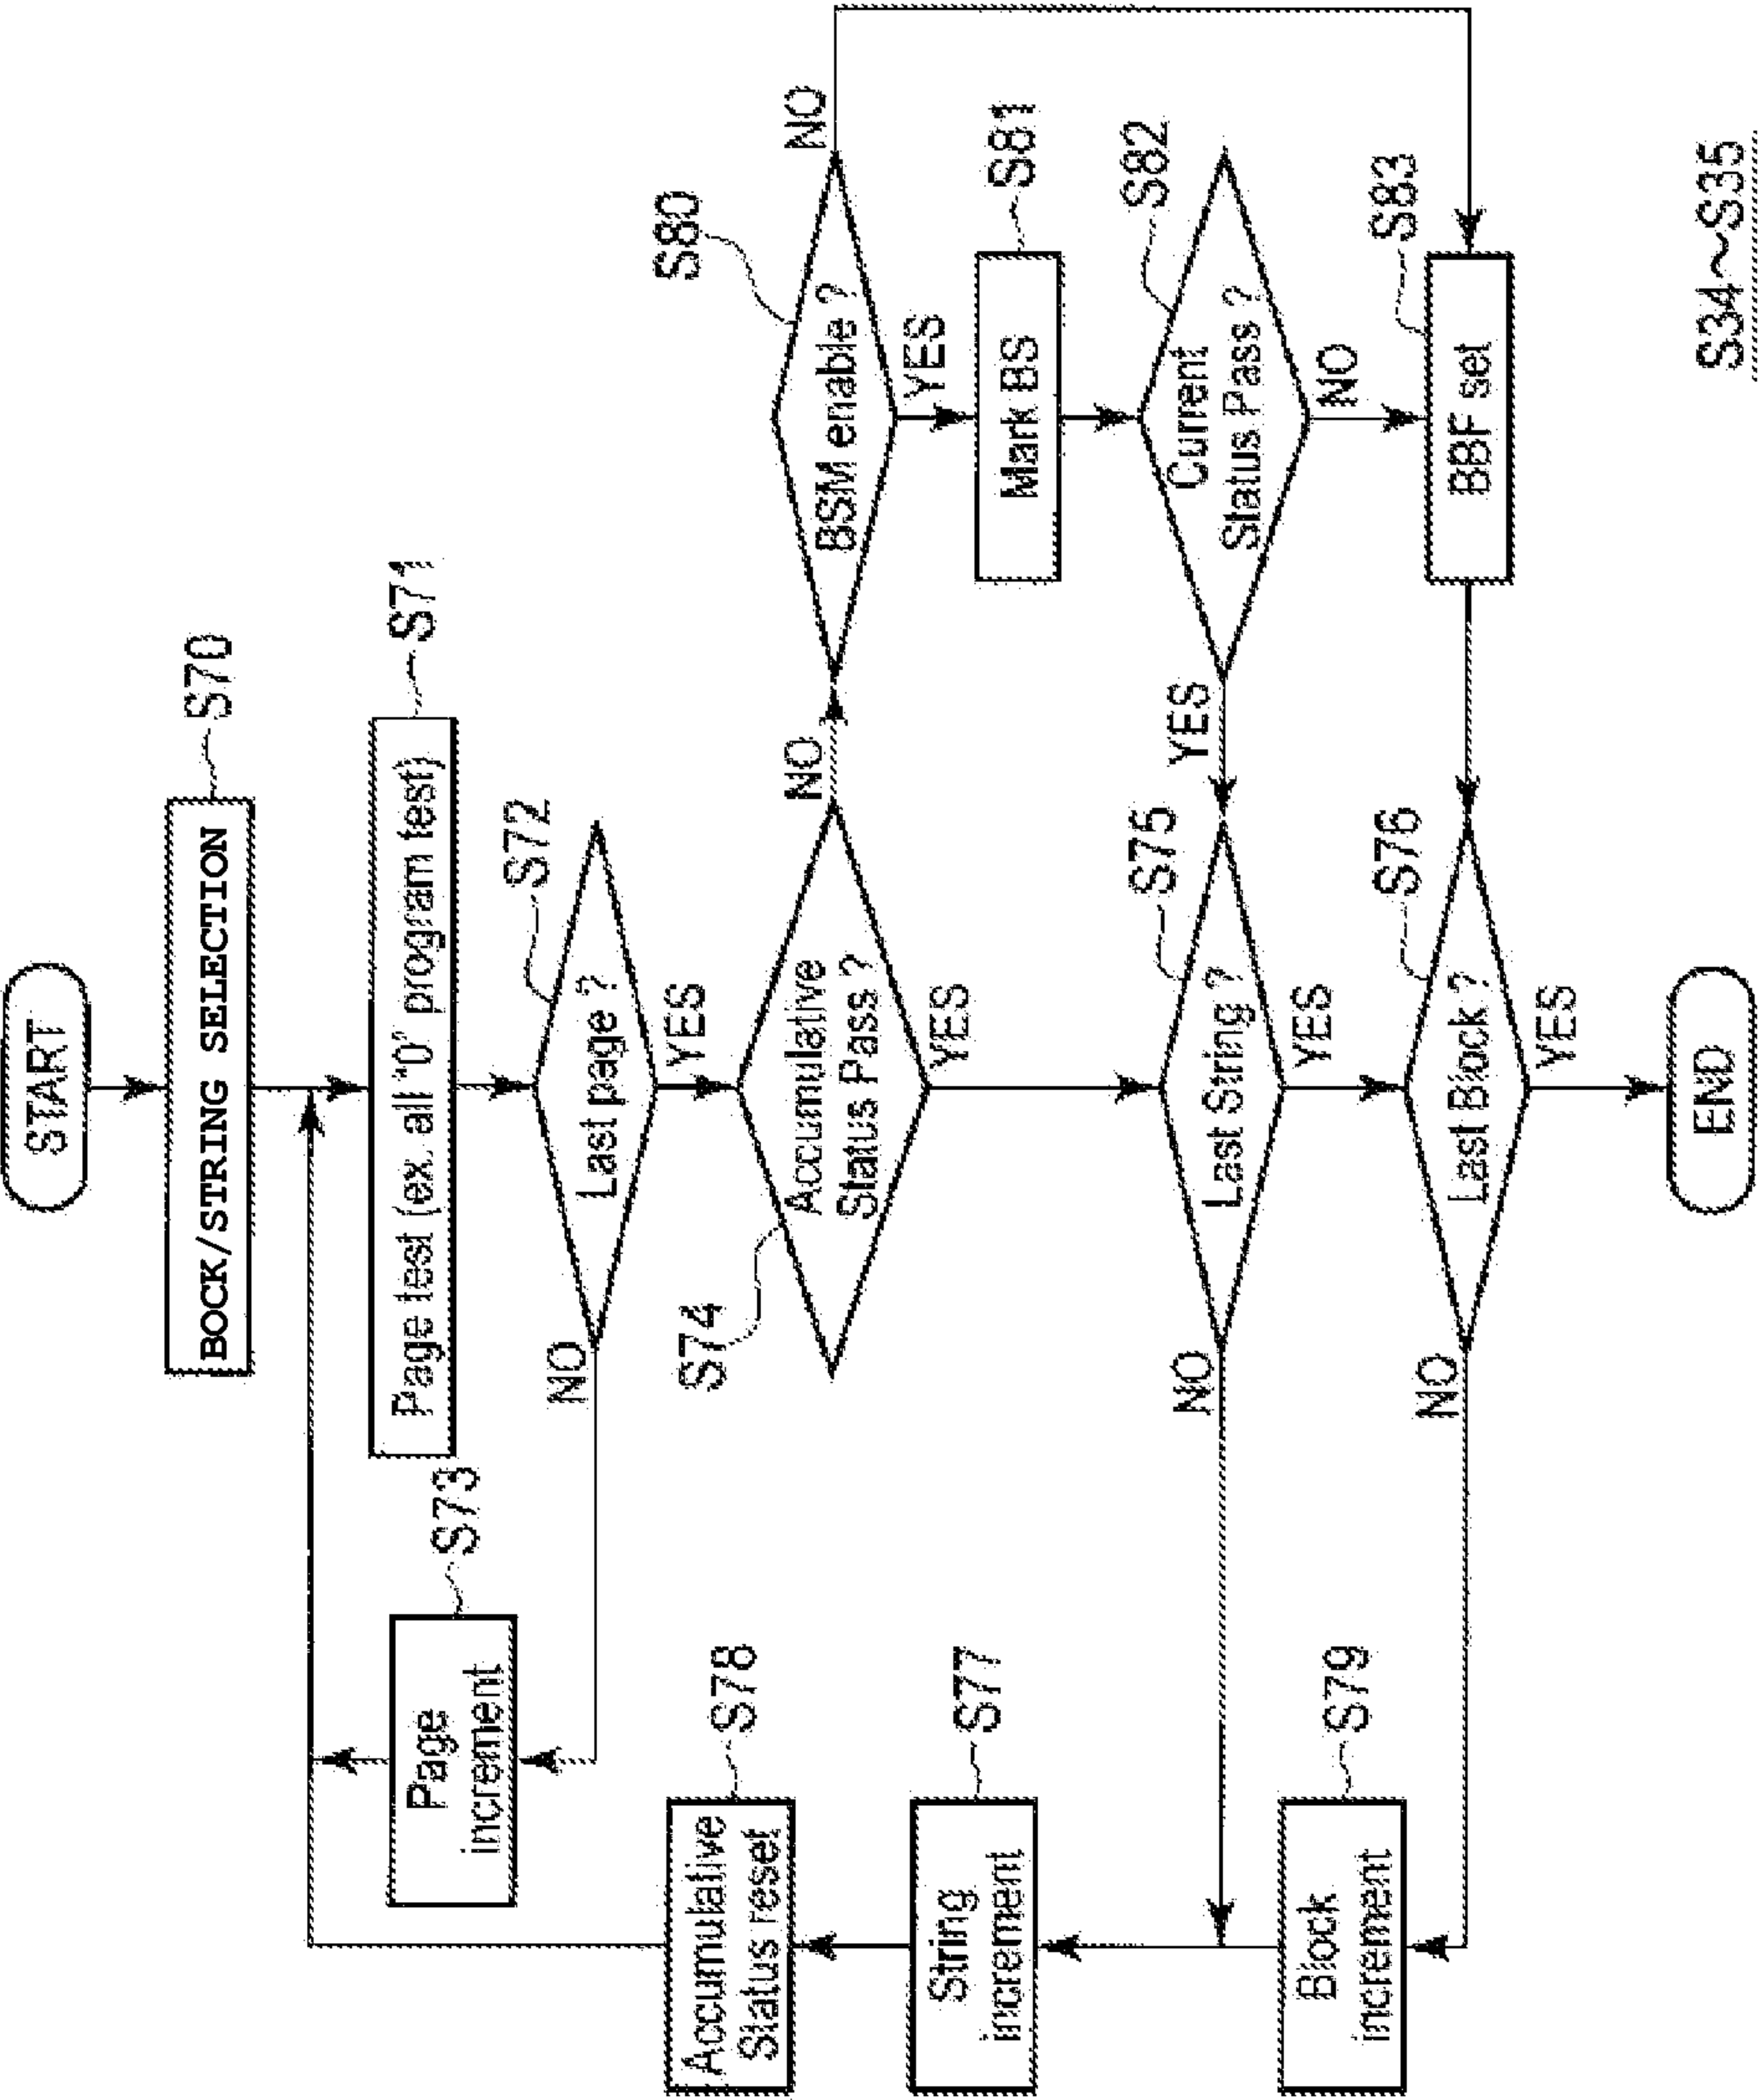 START
BOCK/STRING SELECTION
S70
Page test (ex. all “0” program test)
S71
Last page ?
S72
NO
YES
Page
increment
S73
Accumulative
Status Pass ?
S74
NO
YES
BSM enable ?
S80
NO
YES
Mark BS
S81
Current
Status Pass ?
S82
YES
NO
BBF set
S83
Last String ?
S75
NO
YES
Last Block ?
S76
NO
YES
Accumulative
Status reset
S78
String
increment
S77
Block
increment
S79
END
S34~S35